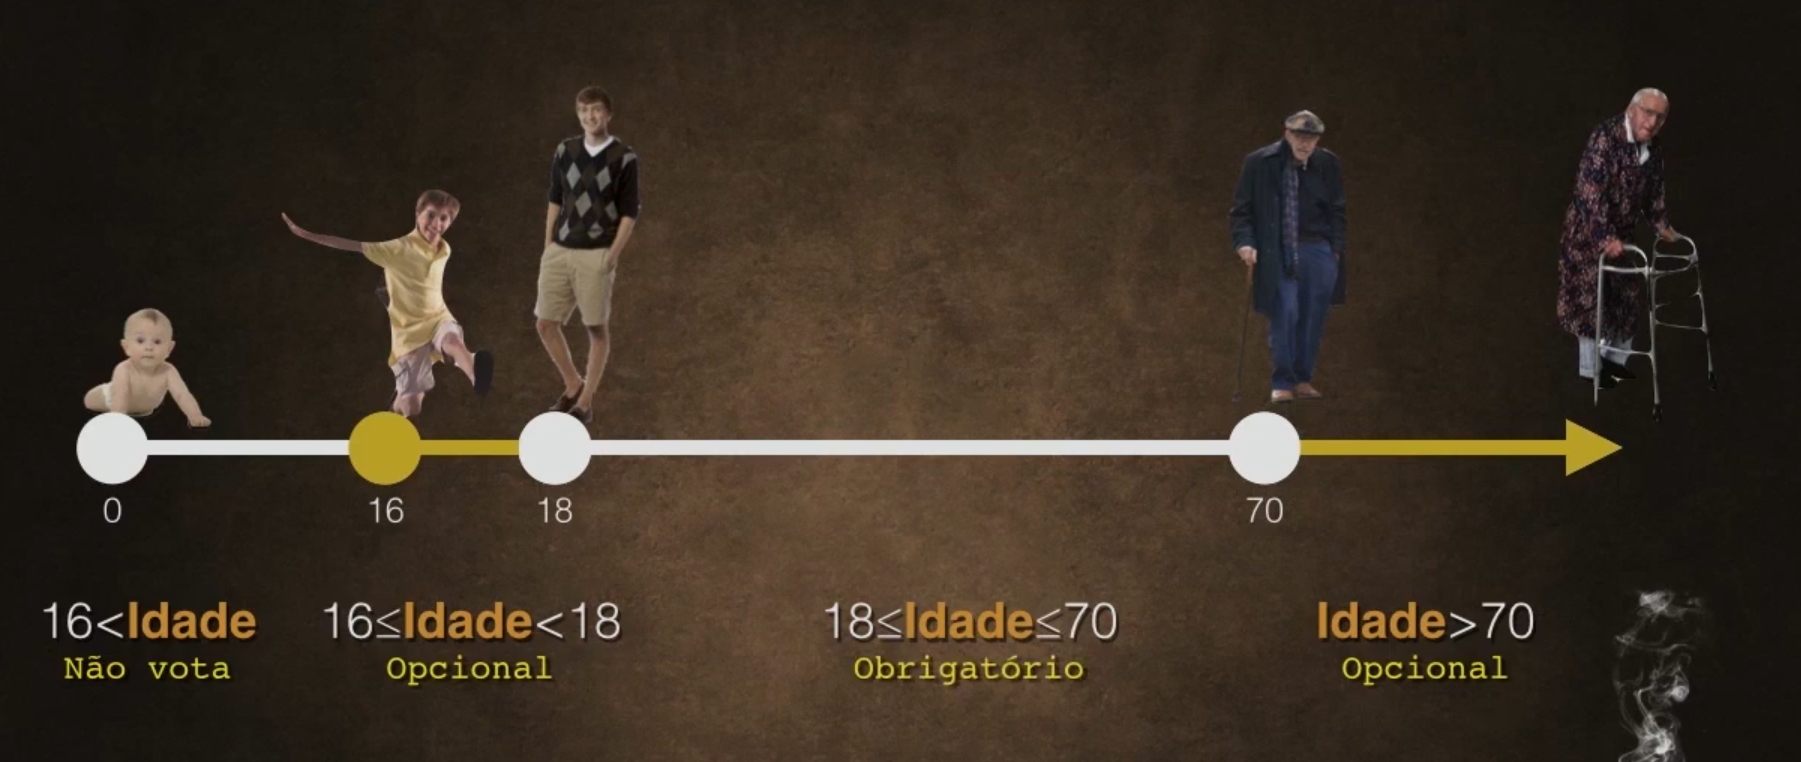 0
16
18
70
16<Idade
Não vota
16≤Idade<18
Opcional
18≤Idade≤70
Obrigatório
Idade>70
Opcional